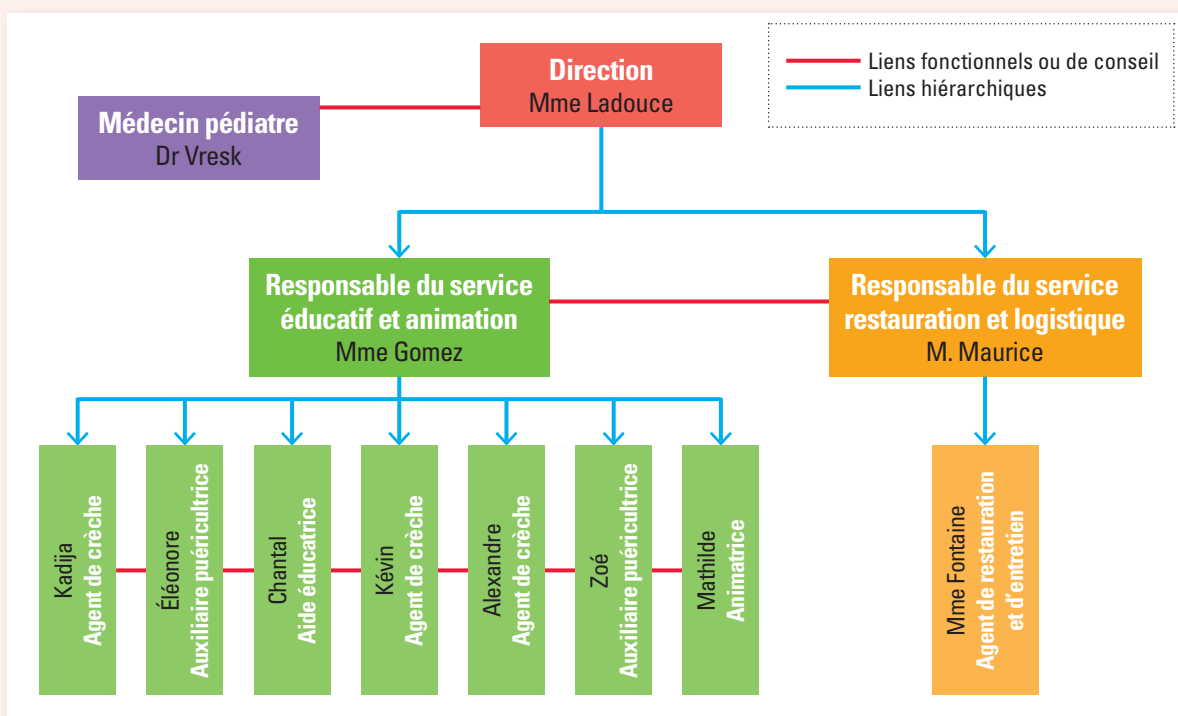 Direction
Mme Ladouce
Liens fonctionnels ou de conseil
Liens hiérarchiques
Médecin pédiatre
Dr Vresk
Responsable du service
éducatif et animation
Mme Gomez
Responsable du service
restauration et logistique
M. Maurice
Kadija
Agent de crèche
Éléonore
Auxiliaire puéricultrice
Chantal
Aide éducatrice
Kévin
Agent de crèche
Alexandre
Agent de crèche
Zoé
Auxiliaire puéricultrice
Mathilde
Animatrice
Mme Fontaine
Agent de restauration
et d'entretien